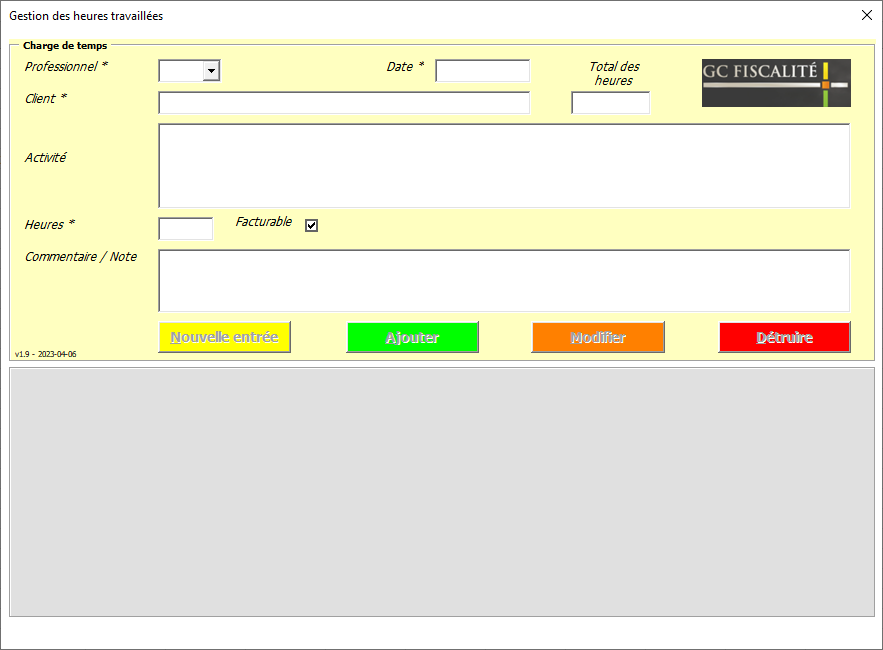 Gestion des heures travaillées
Charge de temps
Professionnel *
Date *
Total des
heures
GC FISCALITÉ
Client *
Activité
Heures *
Facturable
Commentaire / Note
Nouvelle entrée
Ajouter
Modifier
Détruire
v1.9 - 2023-04-06